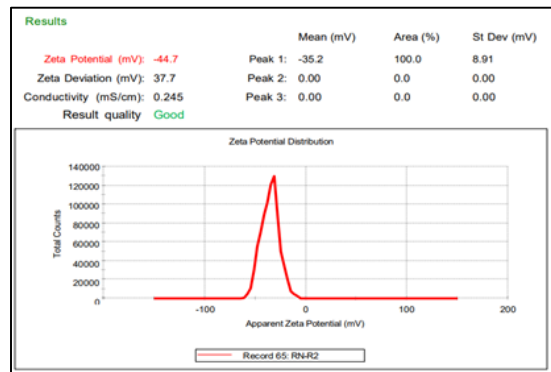 Results
Mean (mV) Area (%) St Dev (mV)
Zeta Potential (mV): -44.7 Peak 1: -35.2 100.0 8.91
Zeta Deviation (mV): 37.7 Peak 2: 0.00 0.0 0.00
Conductivity (mS/cm): 0.245 Peak 3: 0.00 0.0 0.00
Result quality Good
Zeta Potential Distribution
140000
120000
100000
80000
60000
40000
20000
0
Total Counts
-100 0 100 200
Apparent Zeta Potential (mV)
Record 65: RN-R2